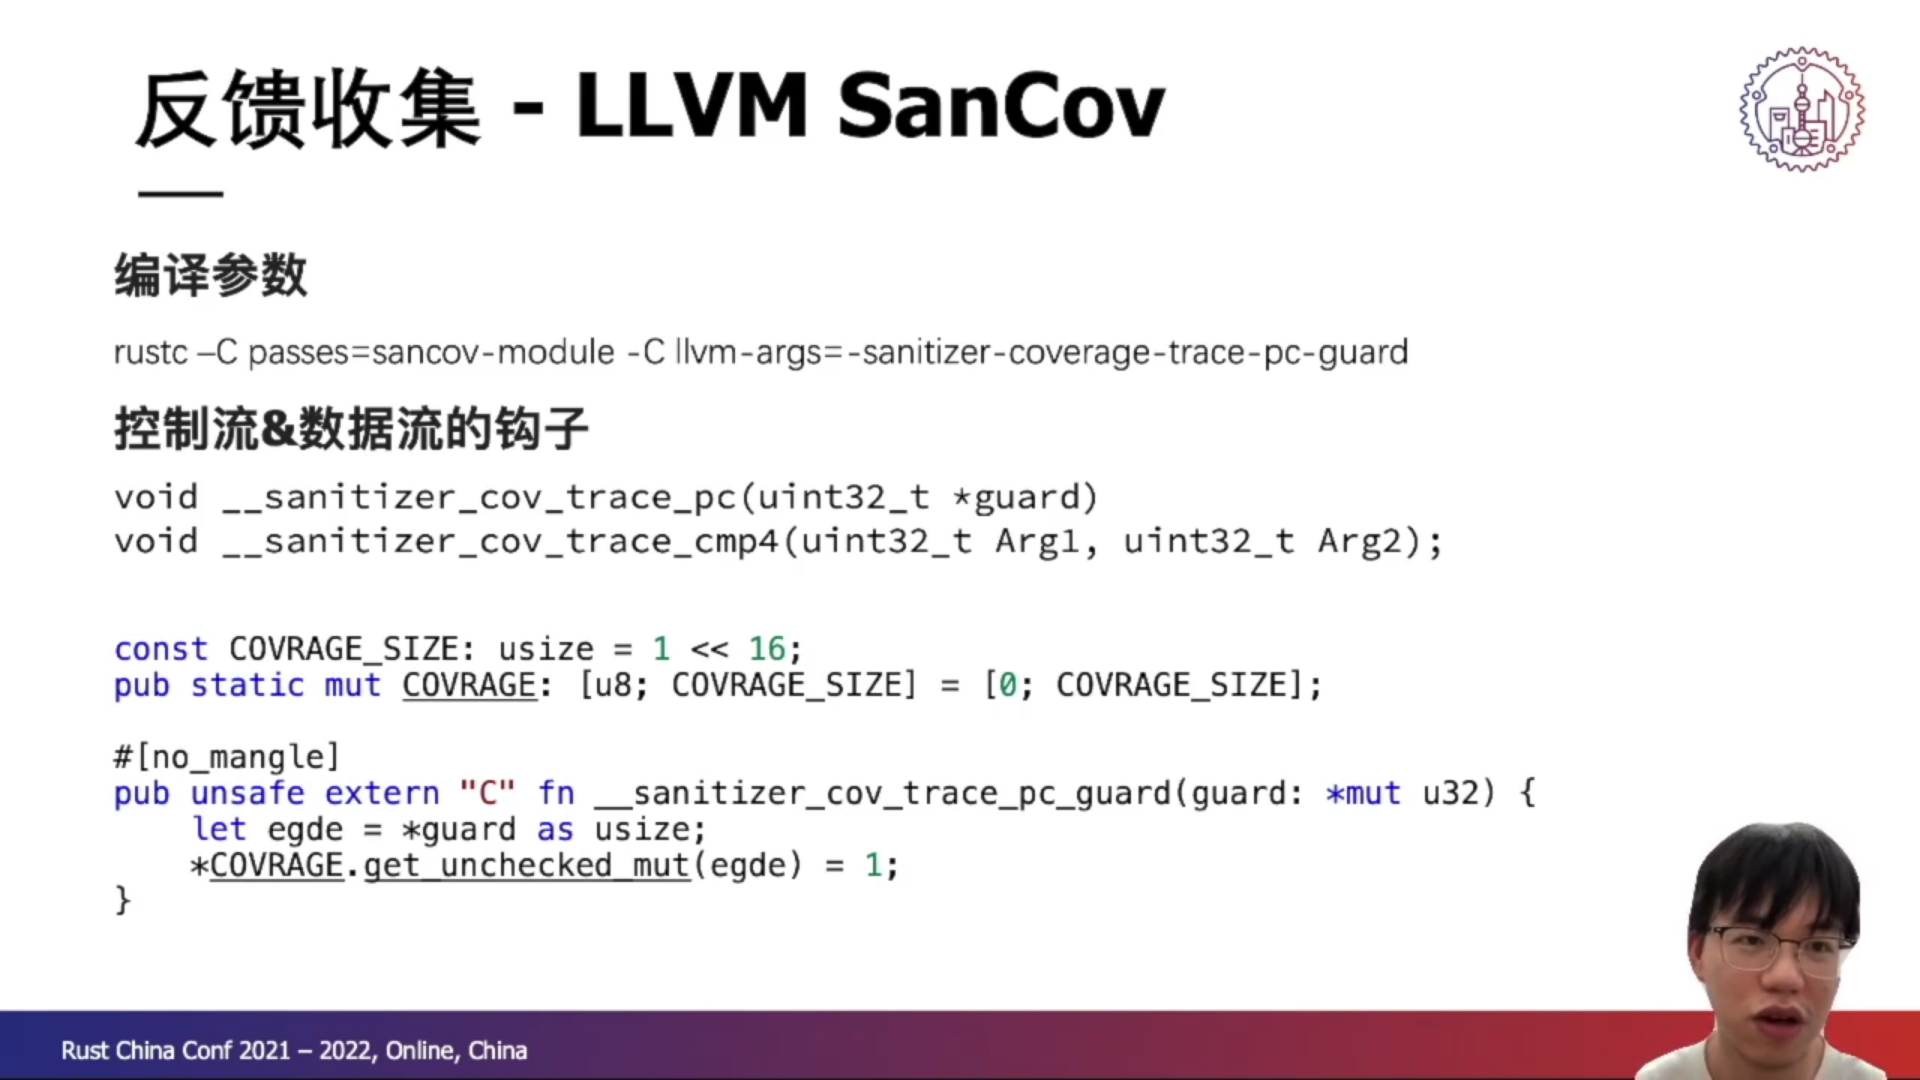 反馈收集 - LLVM SanCov
编译参数
rustc –C passes=sancov-module -C llvm-args=-sanitizer-coverage-trace-pc-guard
控制流&数据流的钩子
void __sanitizer_cov_trace_pc(uint32_t *guard)
void __sanitizer_cov_trace_cmp4(uint32_t Arg1, uint32_t Arg2);
const COVRAGE_SIZE: usize = 1 << 16;
pub static mut COVRAGE: [u8; COVRAGE_SIZE] = [0; COVRAGE_SIZE];
#[no_mangle]
pub unsafe extern "C" fn __sanitizer_cov_trace_pc_guard(guard: *mut u32) {
let egde = *guard as usize;
*COVRAGE.get_unchecked_mut(egde) = 1;
}
Rust China Conf 2021 – 2022, Online, China